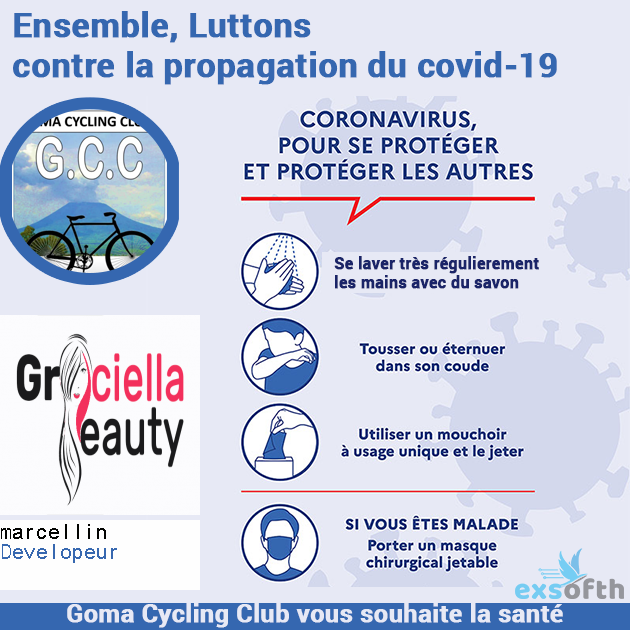 Ensemble, Luttons
contre la propagation du covid-19
MA CYCLING CLU
G.C.C
CORONAVIRUS,
POUR SE PROTÉGER
ET PROTÉGER LES AUTRES
Se laver très régulierement
les mains avec du savon
Graciella
Beauty
Tousser ou éternuer
dans son coude
Utiliser un mouchoir
à usage unique et le jeter
marcellin
Developeur
SI VOUS ÊTES MALADE
Porter un masque
chirurgical jetable
exsofth
Goma Cycling Club vous souhaite la santé